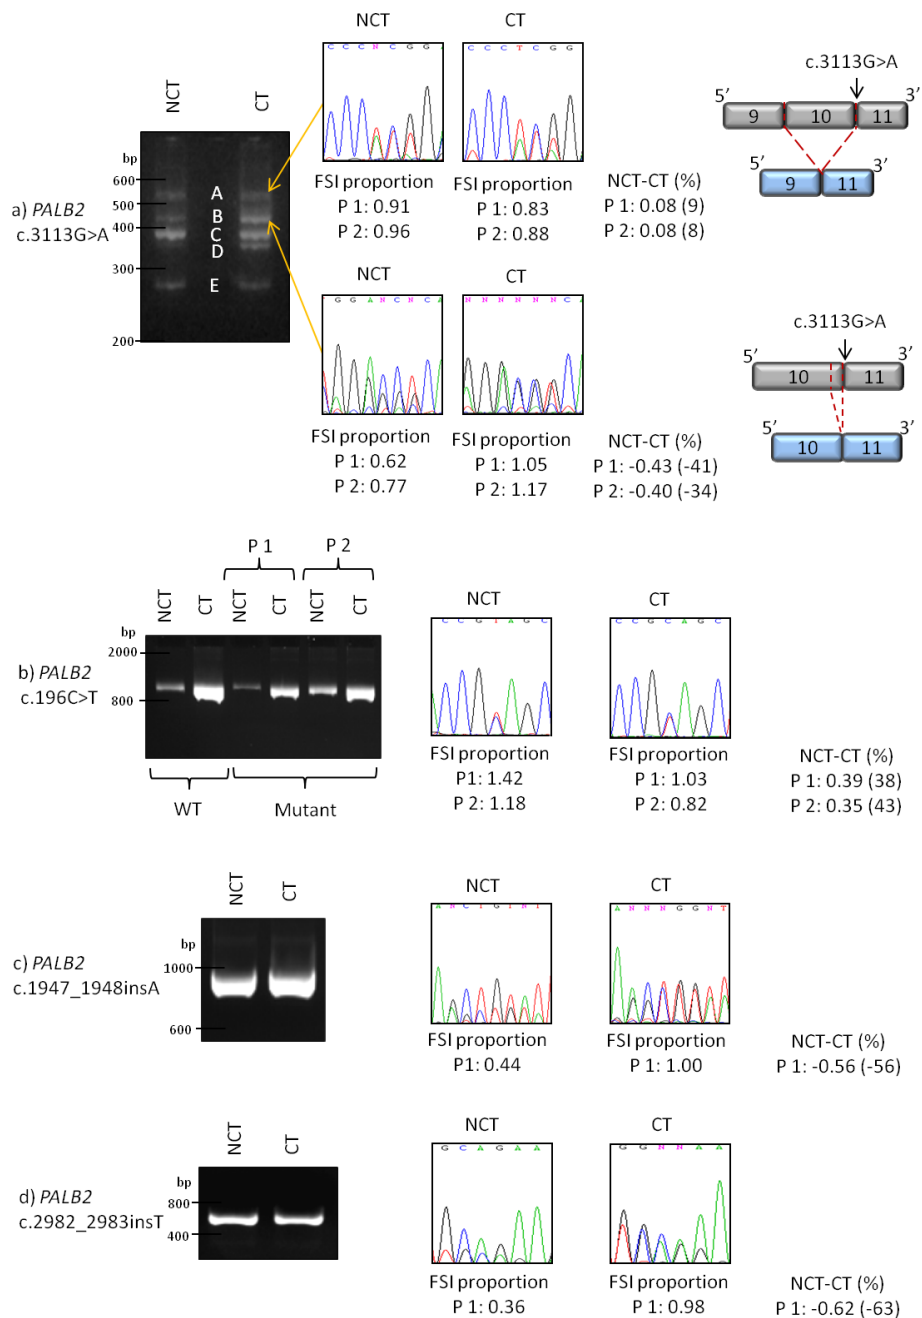 NCT
CT
bp
600
500
400
300
200
A
B
C
D
E
a) PALB2
c.3113G>A
NCT
CT
C C C N C G G
C C C T C G G
FSI proportion
P 1: 0.91
P 2: 0.96
FSI proportion
P 1: 0.83
P 2: 0.88
NCT-CT (%)
P 1: 0.08 (9)
P 2: 0.08 (8)
c.3113G>A
5’
3’
9
10
11
5’
3’
9
11
NCT
CT
G G A N C N C A
N N N N N N C A
FSI proportion
P 1: 0.62
P 2: 0.77
FSI proportion
P 1: 1.05
P 2: 1.17
NCT-CT (%)
P 1: -0.43 (-41)
P 2: -0.40 (-34)
c.3113G>A
5’
3’
10
11
5’
3’
10
11
P 1
P 2
NCT
CT
NCT
CT
NCT
CT
bp
2000
800
b) PALB2
c.196C>T
WT
Mutant
NCT
CT
C C G T A G C
C C G C A G C
FSI proportion
P1: 1.42
P 2: 1.18
FSI proportion
P 1: 1.03
P 2: 0.82
NCT-CT (%)
P 1: 0.39 (38)
P 2: 0.35 (43)
NCT
CT
bp
1000
600
c) PALB2
c.1947_1948insA
NCT
CT
A N C T G T N T
A N N N G G N T
FSI proportion
P1: 0.44
FSI proportion
P 1: 1.00
NCT-CT (%)
P 1: -0.56 (-56)
NCT
CT
bp
800
400
d) PALB2
c.2982_2983insT
NCT
CT
G C A G A A
G G N N A A
FSI proportion
P 1: 0.36
FSI proportion
P 1: 0.98
NCT-CT (%)
P 1: -0.62 (-63)